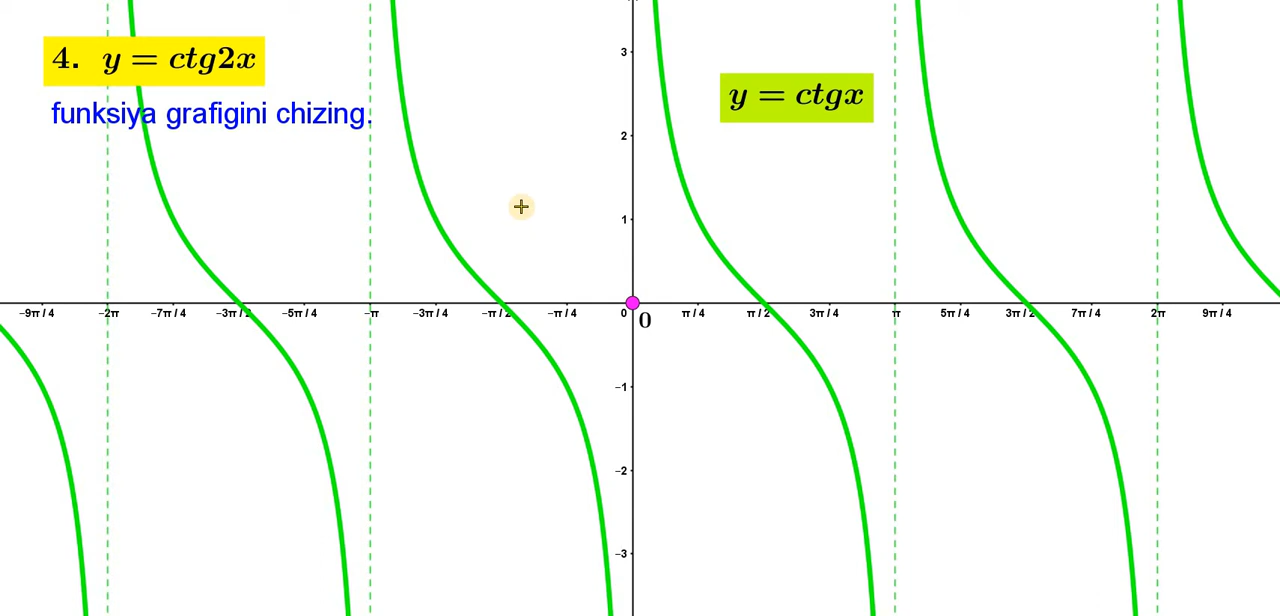 4. y = ctg2x
funksiya grafigini chizing.
y = ctgx
3
2
1
−9π / 4 −2π −7π / 4 −3π / 2 −5π / 4 −π −3π / 4 −π / 2 −π / 4 0 π / 4 π / 2 3π / 4 π 5π / 4 3π / 2 7π / 4 2π 9π / 4
0
−1
−2
−3